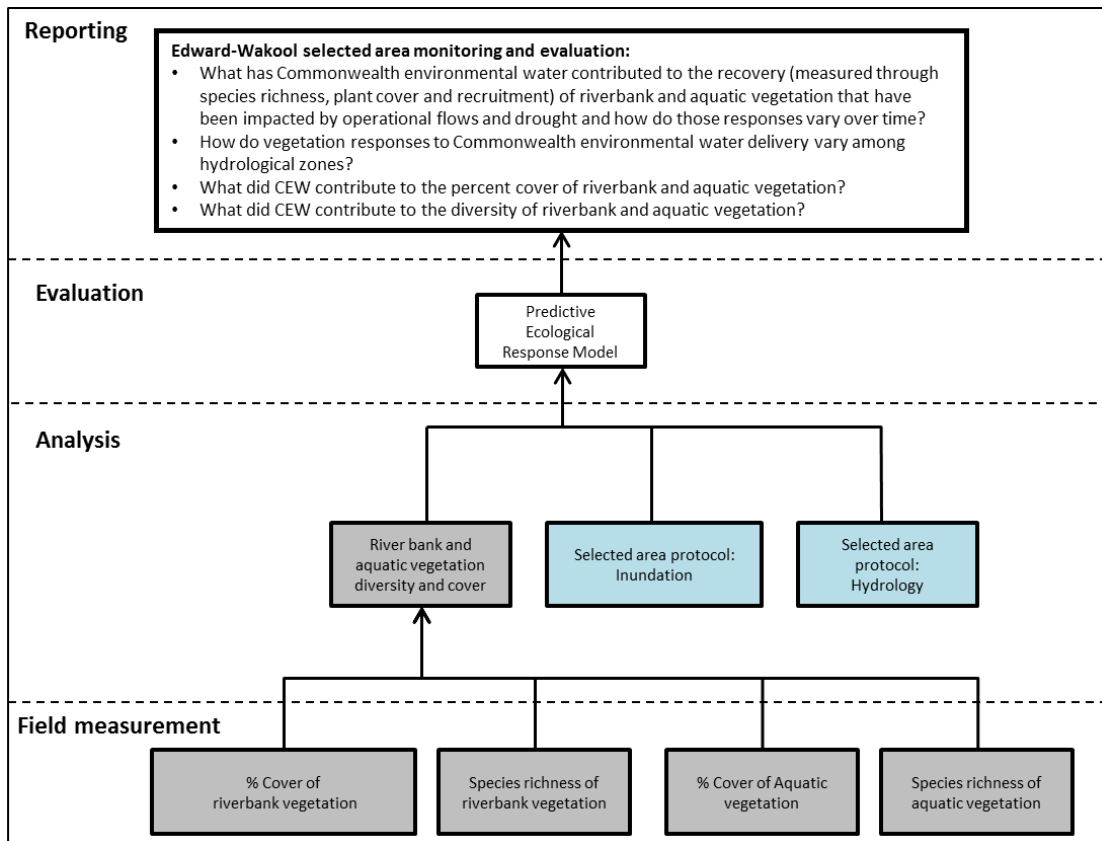 Reporting
Edward-Wakool selected area monitoring and evaluation:
• What has Commonwealth environmental water contributed to the recovery (measured through
species richness, plant cover and recruitment) of riverbank and aquatic vegetation that have
been impacted by operational flows and drought and how do those responses vary over time?
• How do vegetation responses to Commonwealth environmental water delivery vary among
hydrological zones?
• What did CEW contribute to the percent cover of riverbank and aquatic vegetation?
• What did CEW contribute to the diversity of riverbank and aquatic vegetation?
Evaluation
Predictive
Ecological
Response Model
Analysis
River bank and
aquatic vegetation
diversity and cover
Selected area protocol:
Inundation
Selected area
protocol:
Hydrology
Field measurement
% Cover of
riverbank vegetation
Species richness of
riverbank vegetation
% Cover of Aquatic
vegetation
Species richness of
aquatic vegetation